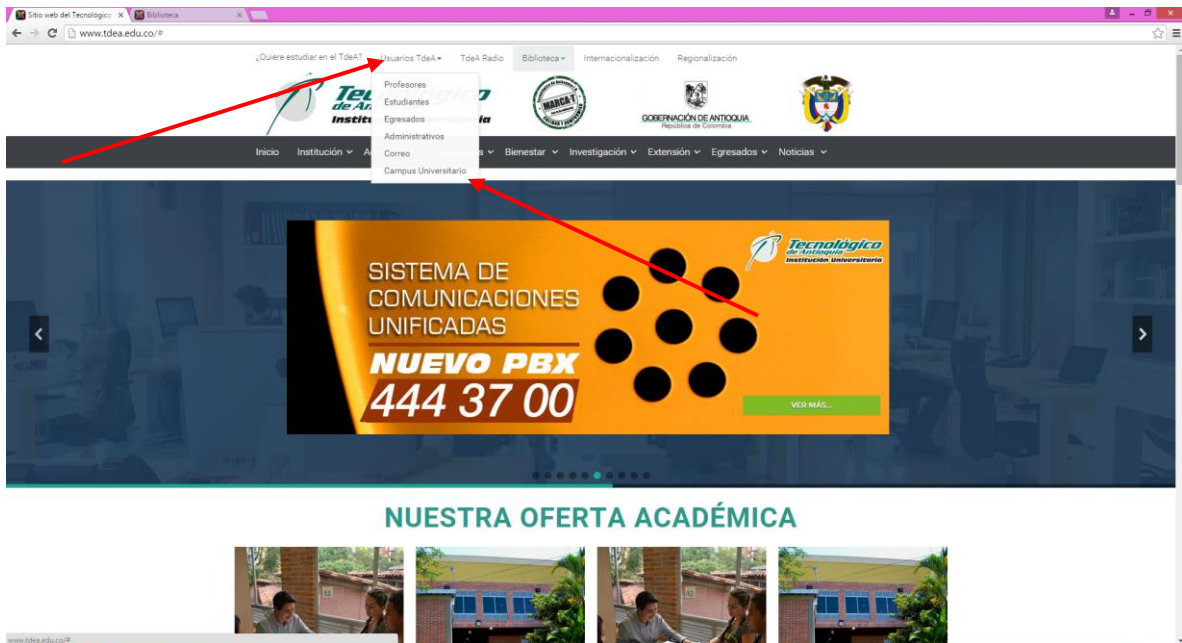 Sitio web del Tecnológico
Biblioteca
www.tdea.edu.co/#
¿Quiere estudiar en el TdeA? Usuarios TdeA TdeA Radio Biblioteca Internacionalización Regionalización
Profesores
Estudiantes
Egresados
Administrativos
Correo
Campus Universitario
MARCA-T
GOBERNACIÓN DE ANTIOQUIA
República de Colombia
Inicio Institución Bienestar Investigación Extensión Egresados Noticias
Tecnológico
de Antioquia
Institución Universitaria
SISTEMA DE
COMUNICACIONES
UNIFICADAS
NUEVO PBX
444 37 00
VER MÁS...
NUESTRA OFERTA ACADÉMICA
www.tdea.edu.co/#